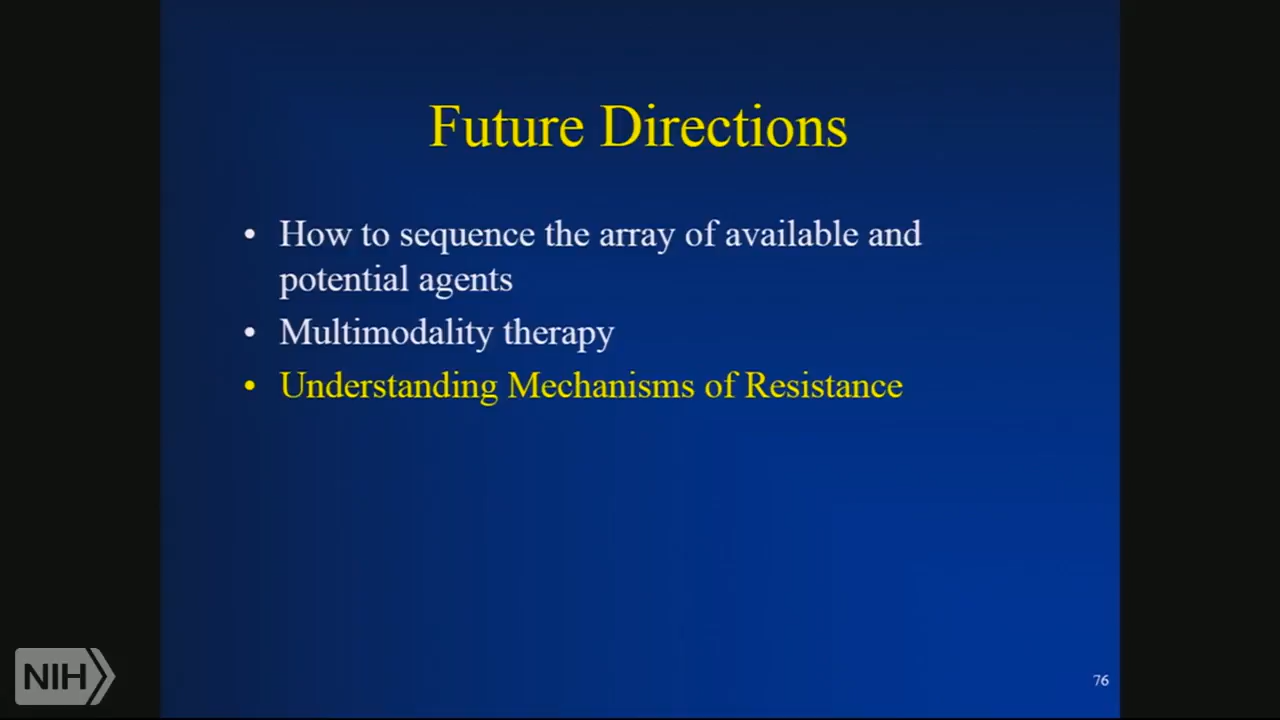 Future Directions
• How to sequence the array of available and
potential agents
• Multimodality therapy
• Understanding Mechanisms of Resistance
NIH
76